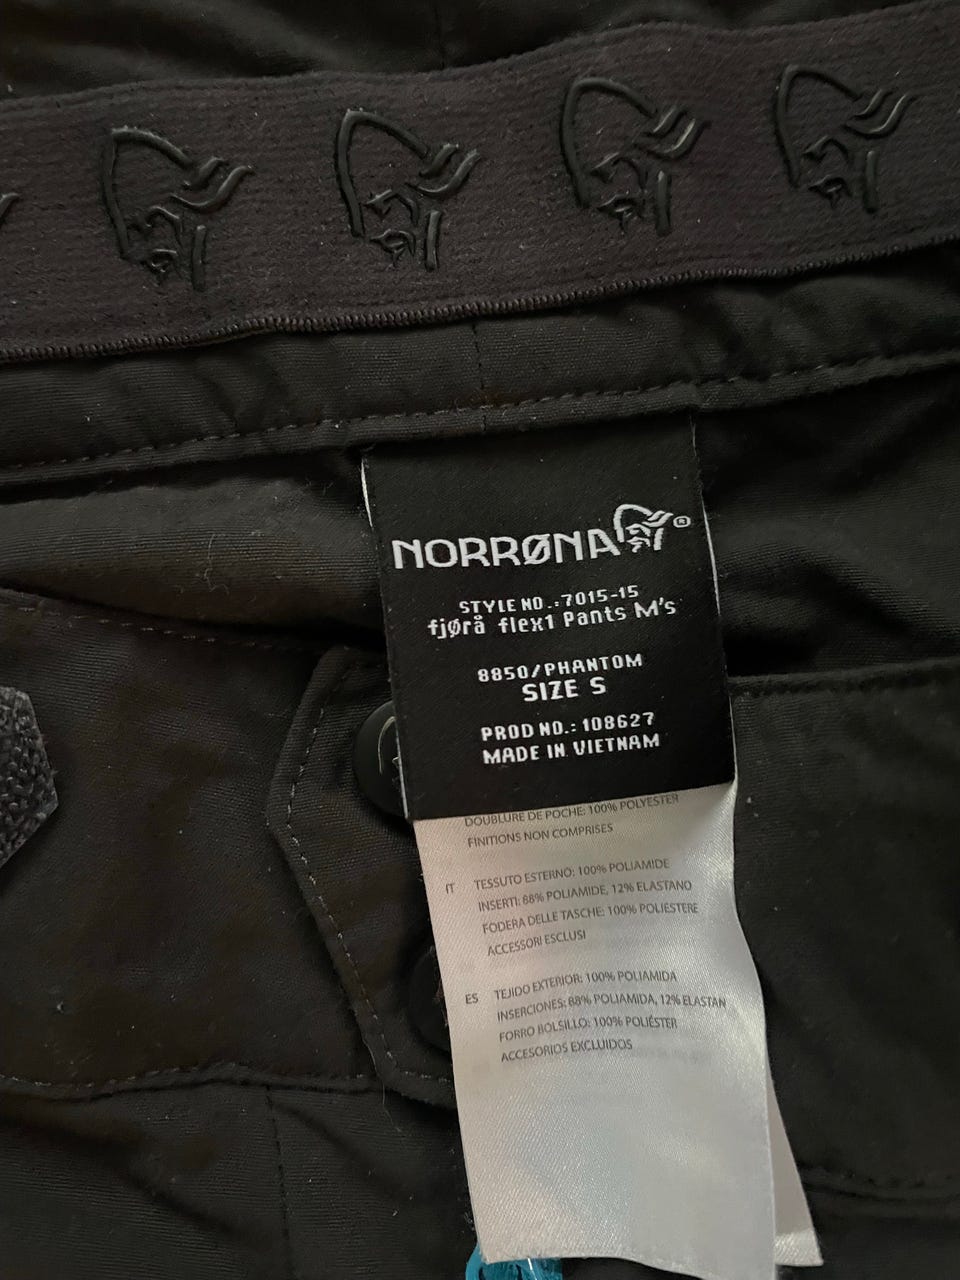 NORRØNA®
STYLE NO.:7015-15
fjørå flex1 Pants M's
8850/PHANTOM
SIZE S
PROD NO.: 108627
MADE IN VIETNAM
DOUBLURE DE POCHE: 100% POLYESTER
FINITIONS NON COMPRISES
IT TESSUTO ESTERNO: 100% POLIAMIDE
INSERTI: 88% POLIAMIDE, 12% ELASTANO
FODERA DELLE TASCHE: 100% POLIESTERE
ACCESSORI ESCLUSI
ES TEJIDO EXTERIOR: 100% POLIAMIDA
INSERCIONES: 88% POLIAMIDA, 12% ELASTAN
FORRO BOLSILLO: 100% POLIÉSTER
ACCESORIOS EXCLUIDOS